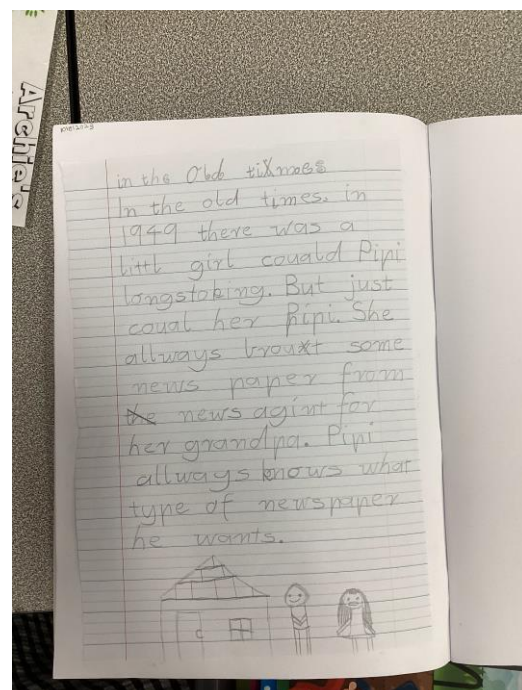 Archie's
in the Old tiXmes
In the old times, in
1949 there was a
littl girl couald Pipi
longstoking. But just
coual her Pipi. She
allways brouxt some
news paper from
the news agint for
her grandpa. Pipi
allways knows what
type of newspaper
he wants.